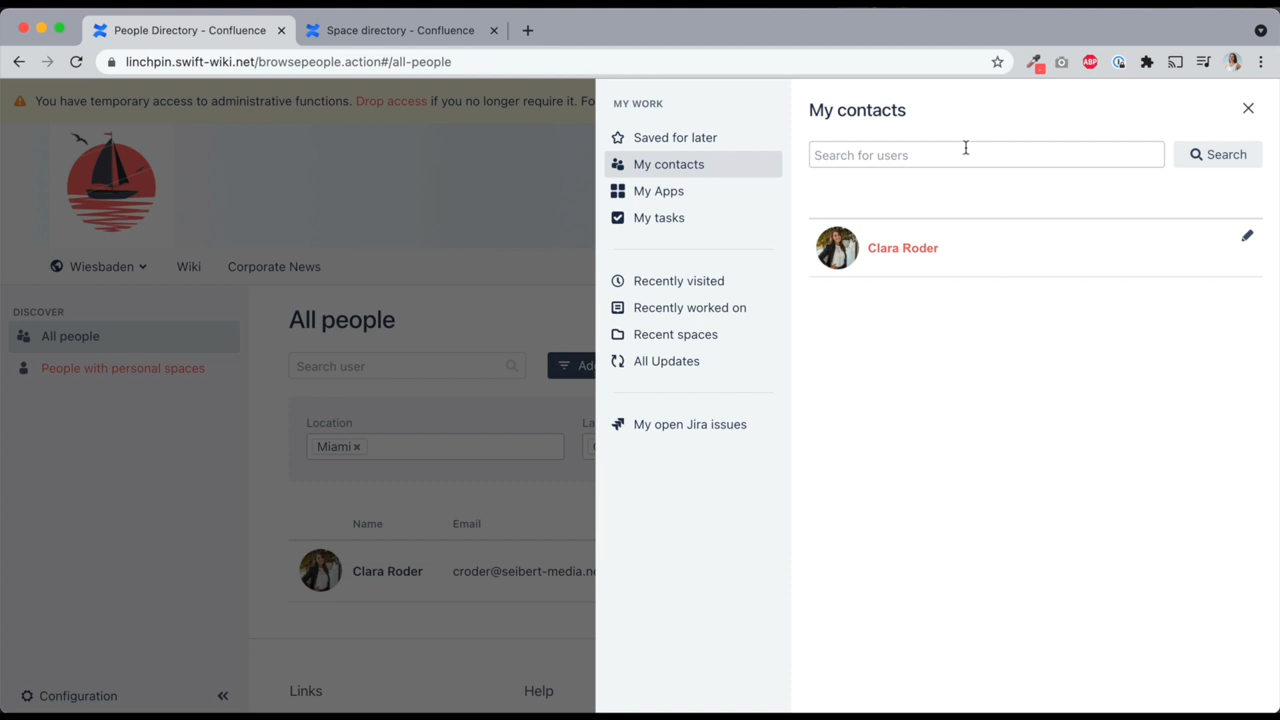 People Directory - Confluence
Space directory - Confluence
linchpin.swift-wiki.net/browsepeople.action#/all-people
ABP
You have temporary access to administrative functions. Drop access if you no longer require it. Fo
Wiesbaden
Wiki
Corporate News
DISCOVER
All people
People with personal spaces
Configuration
All people
Search user
Ad
Location
La
Miami
Name
Email
Clara Roder
croder@seibert-media.ne
Links
Help
MY WORK
Saved for later
My contacts
My Apps
My tasks
Recently visited
Recently worked on
Recent spaces
All Updates
My open Jira issues
My contacts
Search for users
Search
Clara Roder